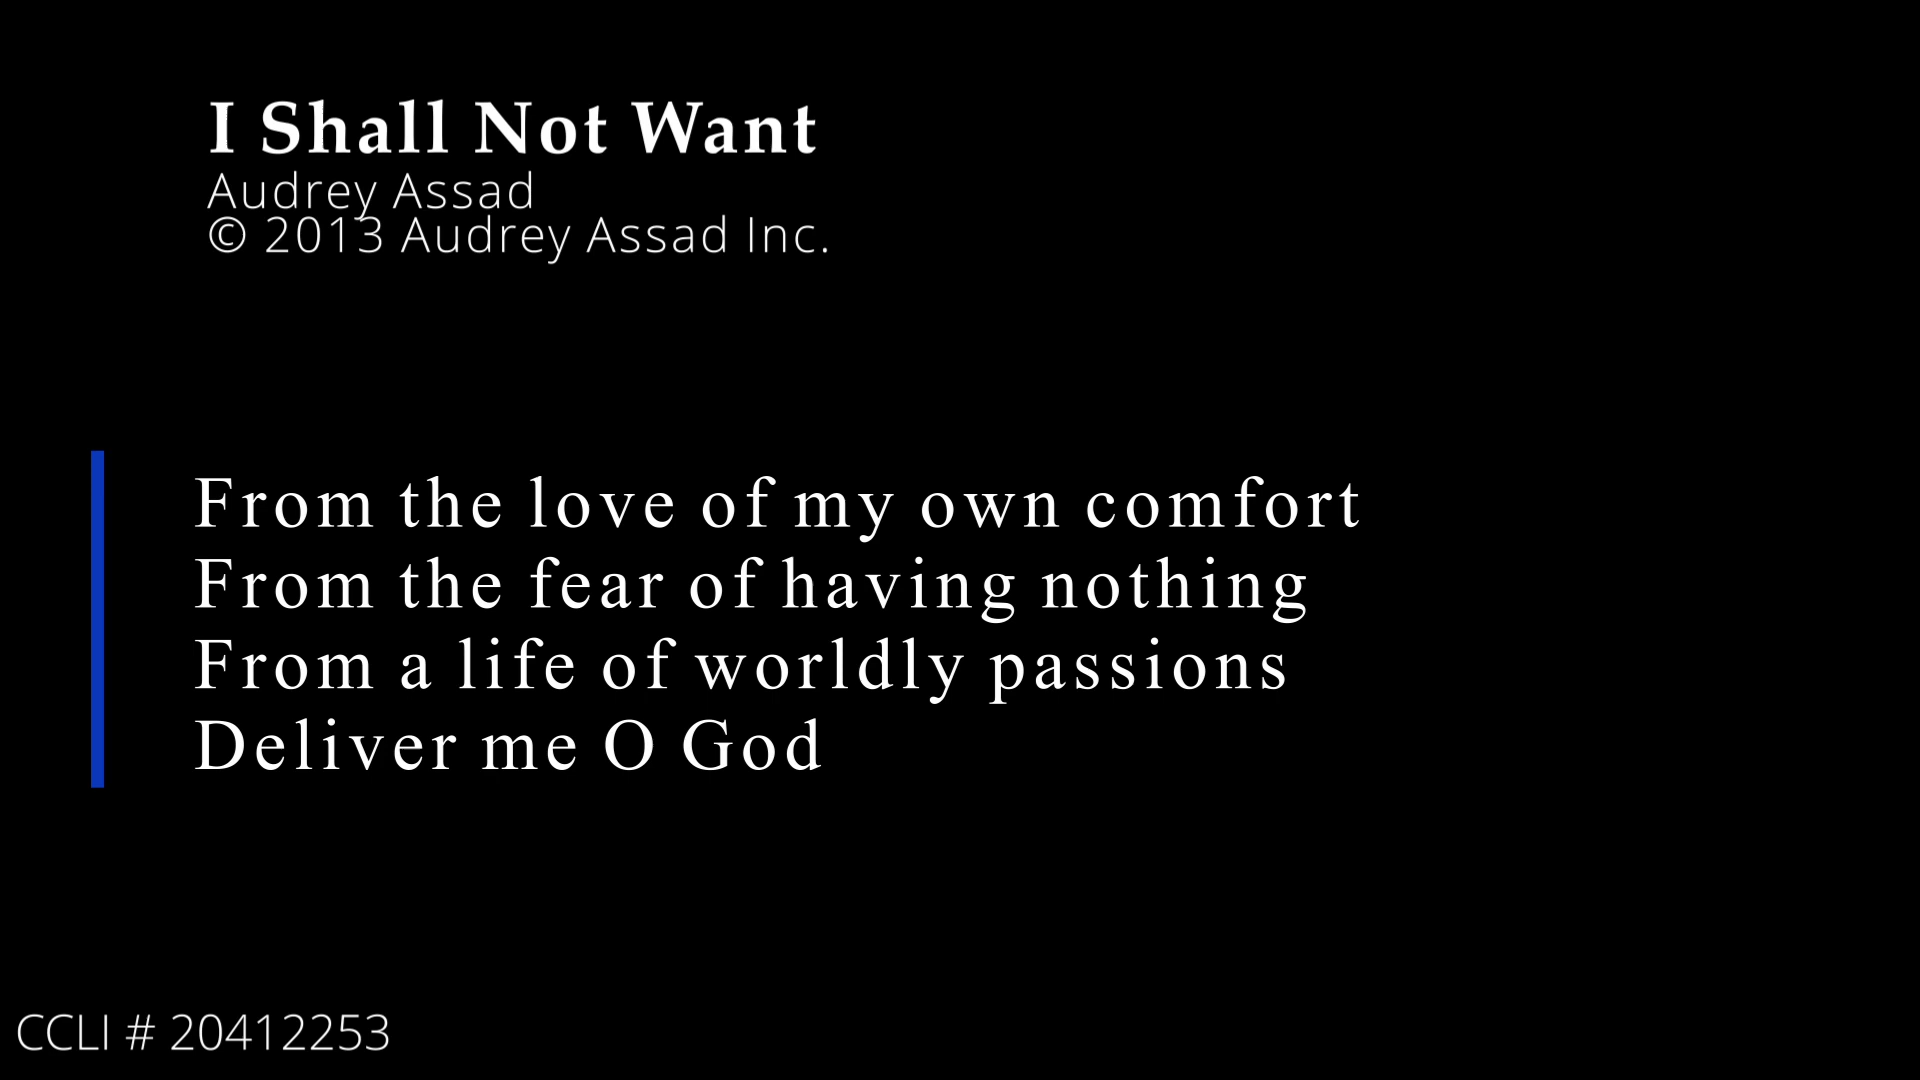 I Shall Not Want
Audrey Assad
© 2013 Audrey Assad Inc.
From the love of my own comfort
From the fear of having nothing
From a life of worldly passions
Deliver me O God
CCLI # 20412253